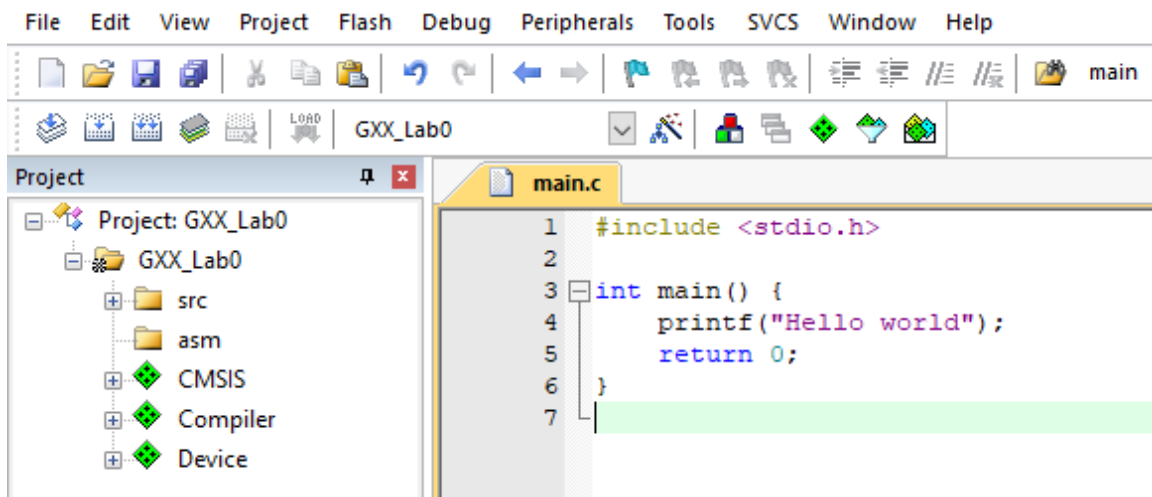 File Edit View Project Flash Debug Peripherals Tools SVCS Window Help
main
LOAD GXX_Lab0
Project
main.c
Project: GXX_Lab0
GXX_Lab0
src
asm
CMSIS
Compiler
Device
1 #include <stdio.h>
2
3 int main() {
4 printf("Hello world");
5 return 0;
6 }
7